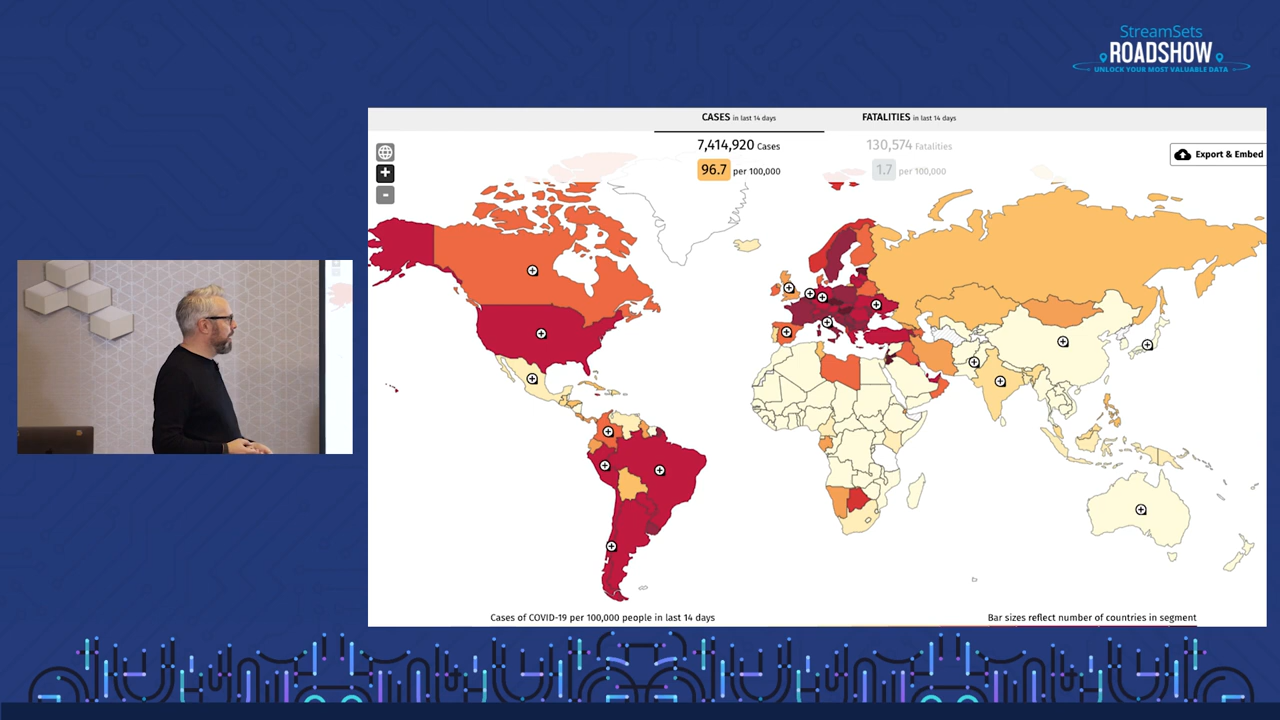 StreamSets
ROADSHOW
UNLOCK YOUR MOST VALUABLE DATA
CASES in last 14 days
FATALITIES in last 14 days
7,414,920 Cases
130,574 Fatalities
96.7 per 100,000
1.7 per 100,000
Export & Embed
+
-
Cases of COVID-19 per 100,000 people in last 14 days
Bar sizes reflect number of countries in segment